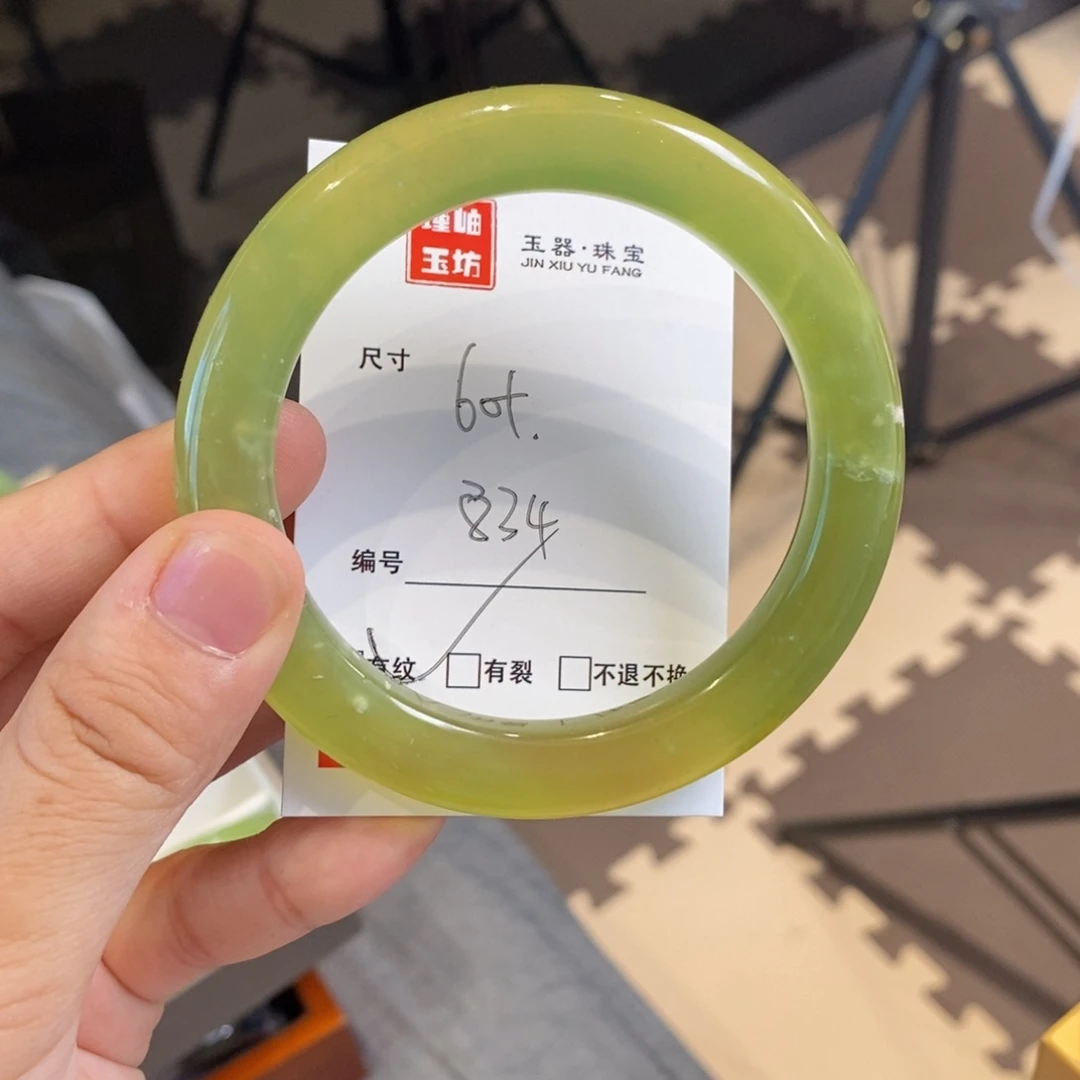 瑾岫
玉坊
玉器·珠宝
JIN XIU YU FANG
尺寸
60+.
834
编号
有纹 有裂 不退不换